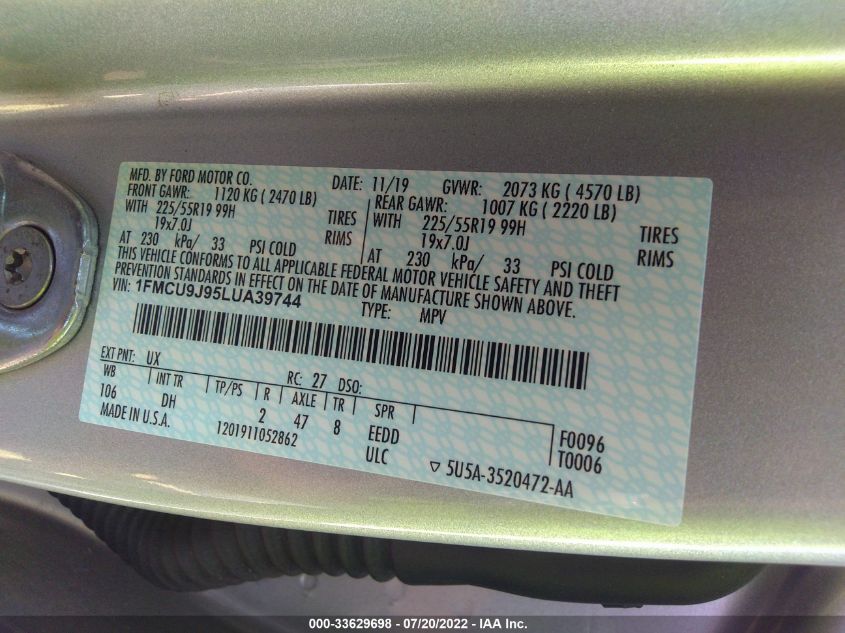 MFD. BY FORD MOTOR CO. DATE: 11/19 GVWR: 2073 KG ( 4570 LB)
FRONT GAWR: 1120 KG ( 2470 LB) REAR GAWR: 1007 KG ( 2220 LB)
WITH 225/55R19 99H TIRES WITH 225/55R19 99H TIRES
19x7.0J RIMS 19x7.0J RIMS
AT 230 kPa/ 33 PSI COLD AT 230 kPa/ 33 PSI COLD
THIS VEHICLE CONFORMS TO ALL APPLICABLE FEDERAL MOTOR VEHICLE SAFETY AND THEFT
PREVENTION STANDARDS IN EFFECT ON THE DATE OF MANUFACTURE SHOWN ABOVE.
VIN: 1FMCU9J95LUA39744 TYPE: MPV
EXT PNT: UX RC: 27 DSO:
WB INT TR TP/PS R AXLE TR SPR
106 DH 2 47 8 EEDD F0096
MADE IN U.S.A. 1201911052862 ULC T0006
▽ 5U5A-3520472-AA
000-33629698 - 07/20/2022 - IAA Inc.